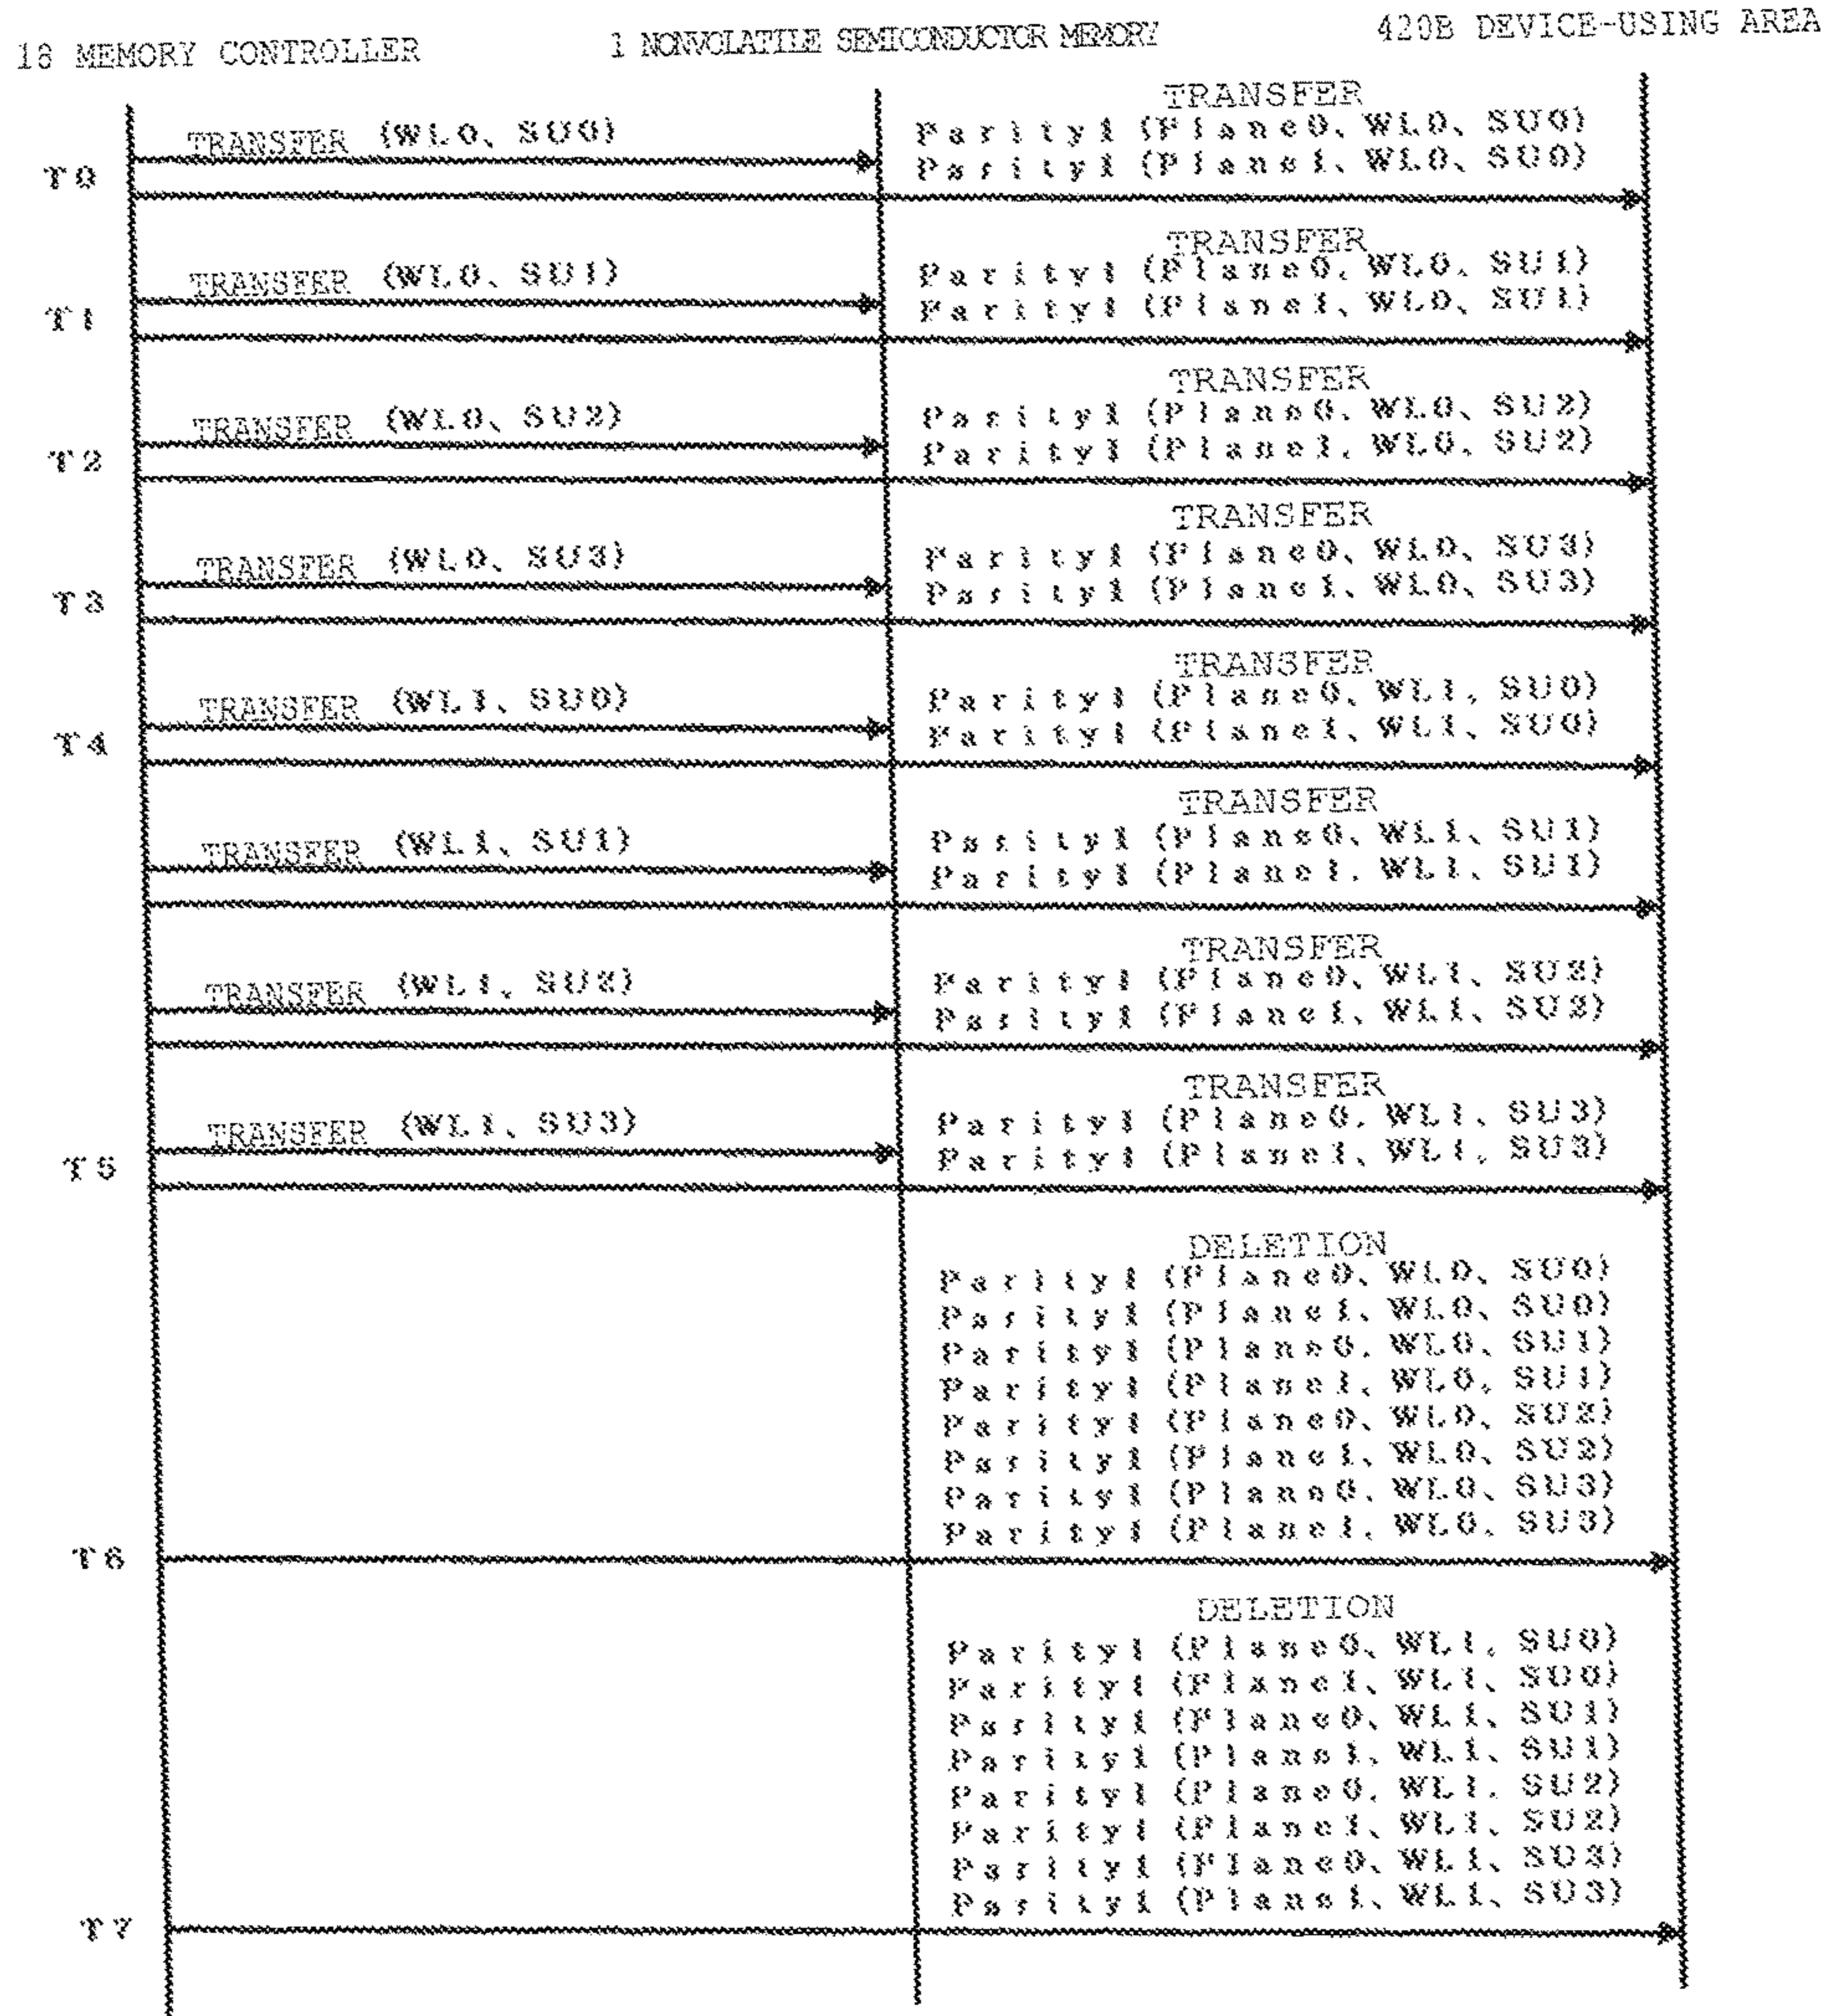 18 MEMORY CONTROLLER
1 NONVOLATILE SEMICONDUCTOR MEMORY
420B DEVICE-USING AREA
TRANSFER
TRANSFER (WL0、SU0)
Parity1 (Plane0、WL0、SU0)
Parity1 (Plane1、WL0、SU0)
T0
TRANSFER
TRANSFER (WL0、SU1)
Parity1 (Plane0、WL0、SU1)
Parity1 (Plane1、WL0、SU1)
T1
TRANSFER
TRANSFER (WL0、SU2)
Parity1 (Plane0、WL0、SU2)
Parity1 (Plane1、WL0、SU2)
T2
TRANSFER
TRANSFER (WL0、SU3)
Parity1 (Plane0、WL0、SU3)
Parity1 (Plane1、WL0、SU3)
T3
TRANSFER
TRANSFER (WL1、SU0)
Parity1 (Plane0、WL1、SU0)
Parity1 (Plane1、WL1、SU0)
T4
TRANSFER
TRANSFER (WL1、SU1)
Parity1 (Plane0、WL1、SU1)
Parity1 (Plane1、WL1、SU1)
TRANSFER
TRANSFER (WL1、SU2)
Parity1 (Plane0、WL1、SU2)
Parity1 (Plane1、WL1、SU2)
TRANSFER
TRANSFER (WL1、SU3)
Parity1 (Plane0、WL1、SU3)
Parity1 (Plane1、WL1、SU3)
T5
DELETION
Parity1 (Plane0、WL0、SU0)
Parity1 (Plane1、WL0、SU0)
Parity1 (Plane0、WL0、SU1)
Parity1 (Plane1、WL0、SU1)
Parity1 (Plane0、WL0、SU2)
Parity1 (Plane1、WL0、SU2)
Parity1 (Plane0、WL0、SU3)
Parity1 (Plane1、WL0、SU3)
T6
DELETION
Parity1 (Plane0、WL1、SU0)
Parity1 (Plane1、WL1、SU0)
Parity1 (Plane0、WL1、SU1)
Parity1 (Plane1、WL1、SU1)
Parity1 (Plane0、WL1、SU2)
Parity1 (Plane1、WL1、SU2)
Parity1 (Plane0、WL1、SU3)
Parity1 (Plane1、WL1、SU3)
T7